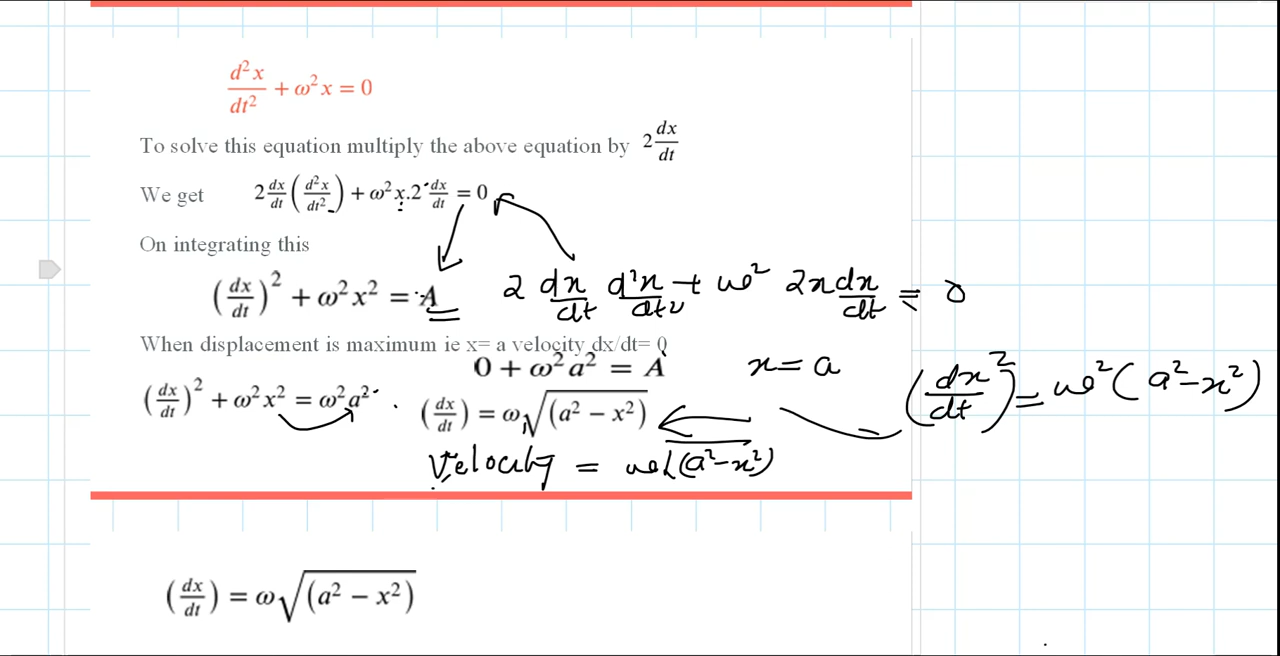 d²x/dt² + ω²x = 0
To solve this equation multiply the above equation by 2 dx/dt
We get 2 dx/dt (d²x/dt²) + ω²x.2 dx/dt = 0
On integrating this
(dx/dt)² + ω²x² = A
2 dx/dt d²x/dt² + ω² 2x dx/dt = 0
When displacement is maximum ie x= a velocity dx/dt= 0
0 + ω²a² = A
x = a
(dx/dt)² + ω²x² = ω²a²
(dx/dt) = ω√(a² − x²)
(dx/dt)² = ω²(a²−x²)
Velocity = ω√(a²−x²)
(dx/dt) = ω√(a² − x²)